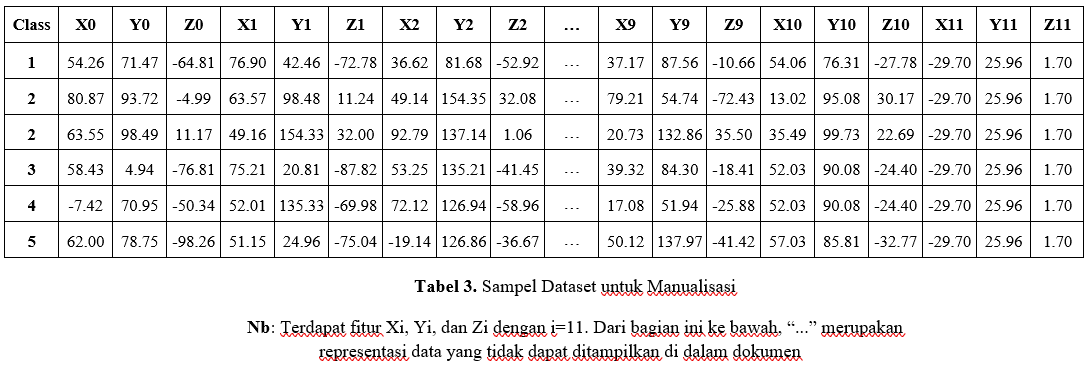 Class X0 Y0 Z0 X1 Y1 Z1 X2 Y2 Z2 ... X9 Y9 Z9 X10 Y10 Z10 X11 Y11 Z11
1 54.26 71.47 -64.81 76.90 42.46 -72.78 36.62 81.68 -52.92 ... 37.17 87.56 -10.66 54.06 76.31 -27.78 -29.70 25.96 1.70
2 80.87 93.72 -4.99 63.57 98.48 11.24 49.14 154.35 32.08 ... 79.21 54.74 -72.43 13.02 95.08 30.17 -29.70 25.96 1.70
2 63.55 98.49 11.17 49.16 154.33 32.00 92.79 137.14 1.06 ... 20.73 132.86 35.50 35.49 99.73 22.69 -29.70 25.96 1.70
3 58.43 4.94 -76.81 75.21 20.81 -87.82 53.25 135.21 -41.45 ... 39.32 84.30 -18.41 52.03 90.08 -24.40 -29.70 25.96 1.70
4 -7.42 70.95 -50.34 52.01 135.33 -69.98 72.12 126.94 -58.96 ... 17.08 51.94 -25.88 52.03 90.08 -24.40 -29.70 25.96 1.70
5 62.00 78.75 -98.26 51.15 24.96 -75.04 -19.14 126.86 -36.67 ... 50.12 137.97 -41.42 57.03 85.81 -32.77 -29.70 25.96 1.70
Tabel 3. Sampel Dataset untuk Manualisasi
Nb: Terdapat fitur Xi, Yi, dan Zi dengan i=11. Dari bagian ini ke bawah, “...” merupakan
representasi data yang tidak dapat ditampilkan di dalam dokumen